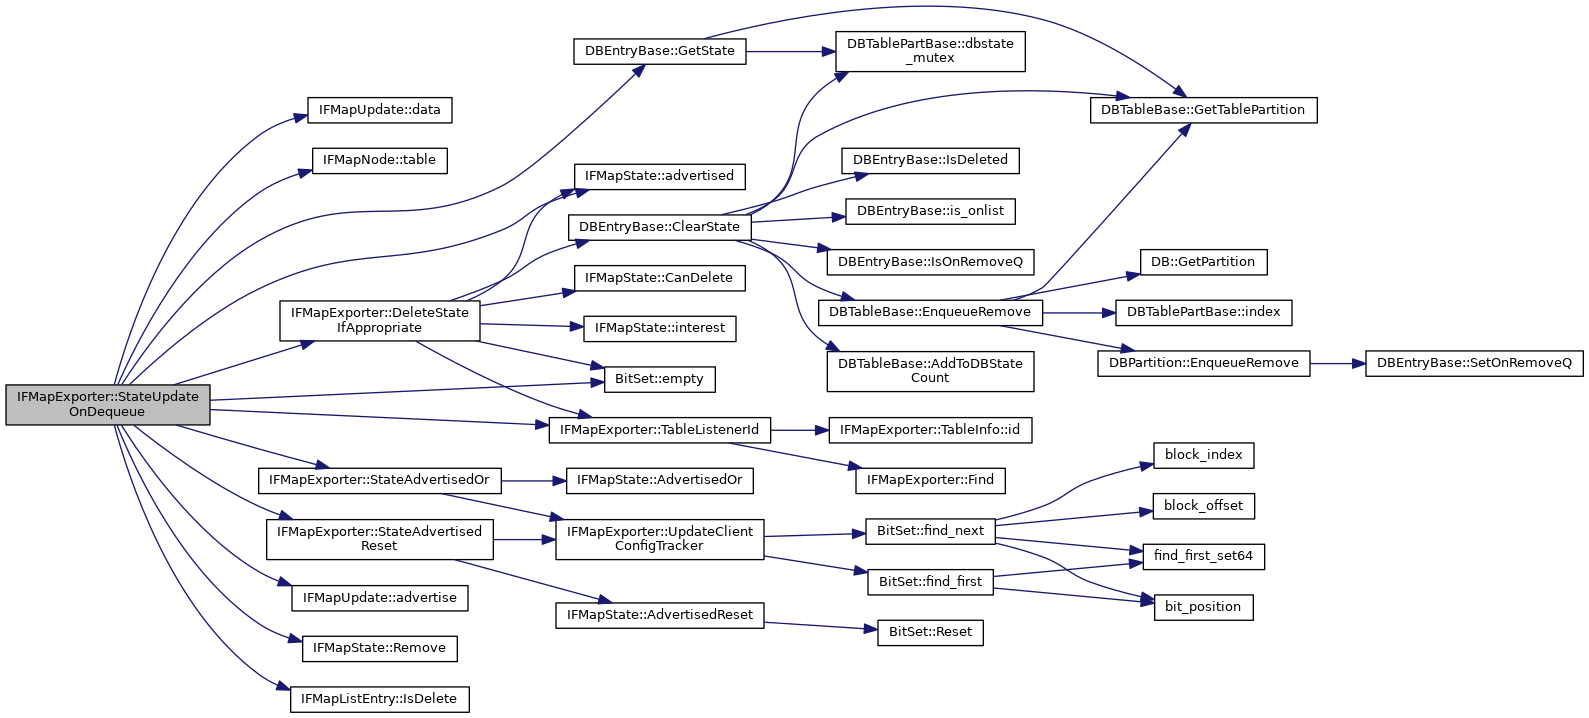 IFMapExporter::StateUpdate
OnDequeue
IFMapUpdate::data
IFMapNode::table
DBEntryBase::GetState
DBTablePartBase::dbstate
_mutex
DBTableBase::GetTablePartition
IFMapState::advertised
DBEntryBase::ClearState
DBEntryBase::IsDeleted
DBEntryBase::is_onlist
DBEntryBase::IsOnRemoveQ
DBTableBase::EnqueueRemove
DBTableBase::AddToDBState
Count
DB::GetPartition
DBTablePartBase::index
DBPartition::EnqueueRemove
DBEntryBase::SetOnRemoveQ
IFMapExporter::DeleteState
IfAppropriate
IFMapState::CanDelete
IFMapState::interest
BitSet::empty
IFMapExporter::TableListenerId
IFMapExporter::TableInfo::id
IFMapExporter::Find
IFMapExporter::StateAdvertisedOr
IFMapState::AdvertisedOr
IFMapExporter::StateAdvertised
Reset
IFMapExporter::UpdateClient
ConfigTracker
BitSet::find_next
BitSet::find_first
block_index
block_offset
find_first_set64
bit_position
IFMapState::AdvertisedReset
BitSet::Reset
IFMapUpdate::advertise
IFMapState::Remove
IFMapListEntry::IsDelete